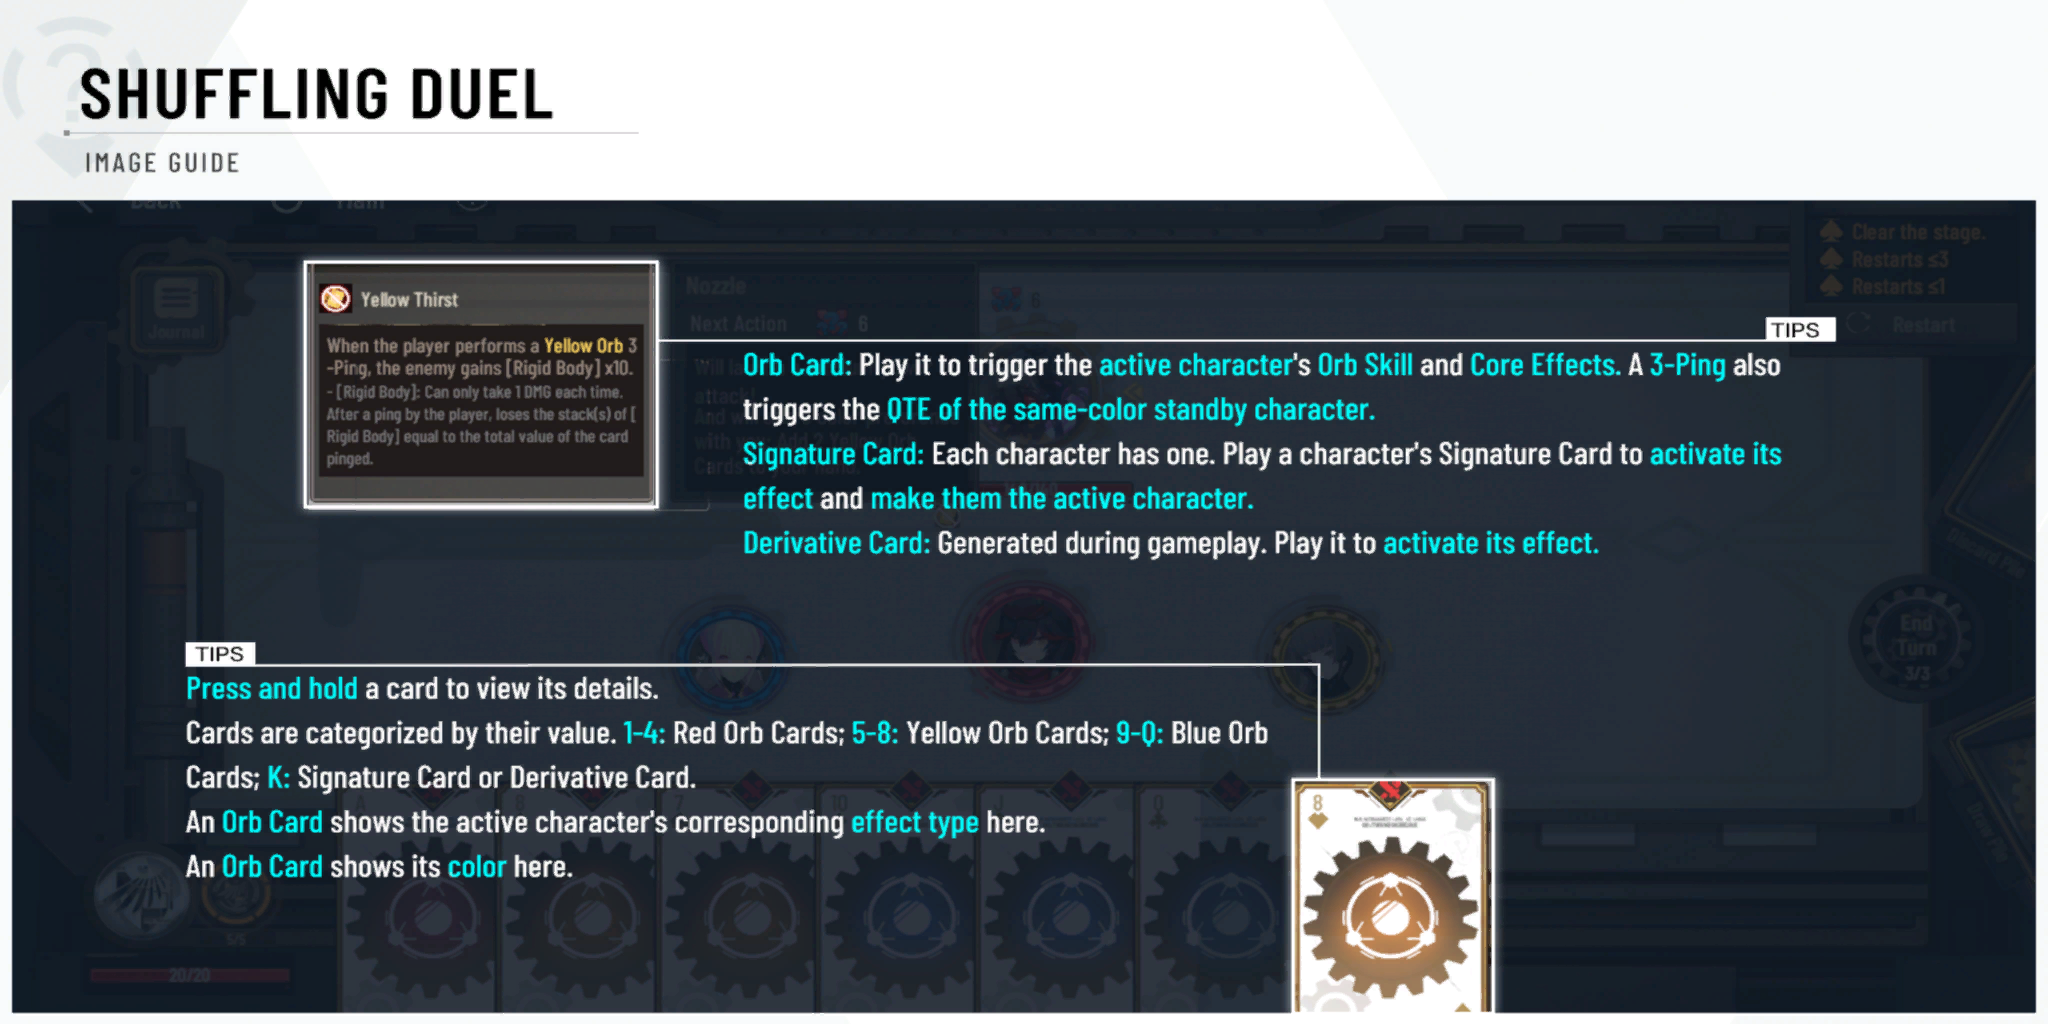 SHUFFLING DUEL
IMAGE GUIDE
Back
Journal
Clear the stage.
Restarts ≤3
Restarts ≤1
Restart
Yellow Thirst
When the player performs a Yellow Orb 3
-Ping, the enemy gains [Rigid Body] x10.
- [Rigid Body]: Can only take 1 DMG each time.
After a ping by the player, loses the stack(s) of [
Rigid Body] equal to the total value of the card
pinged.
Nozzle
Next Action 6
6
TIPS
Orb Card: Play it to trigger the active character's Orb Skill and Core Effects. A 3-Ping also
triggers the QTE of the same-color standby character.
Signature Card: Each character has one. Play a character's Signature Card to activate its
effect and make them the active character.
Derivative Card: Generated during gameplay. Play it to activate its effect.
End
Turn
3/3
TIPS
Press and hold a card to view its details.
Cards are categorized by their value. 1-4: Red Orb Cards; 5-8: Yellow Orb Cards; 9-Q: Blue Orb
Cards; K: Signature Card or Derivative Card.
An Orb Card shows the active character's corresponding effect type here.
An Orb Card shows its color here.
10
J
Q
8
5/5
20/20